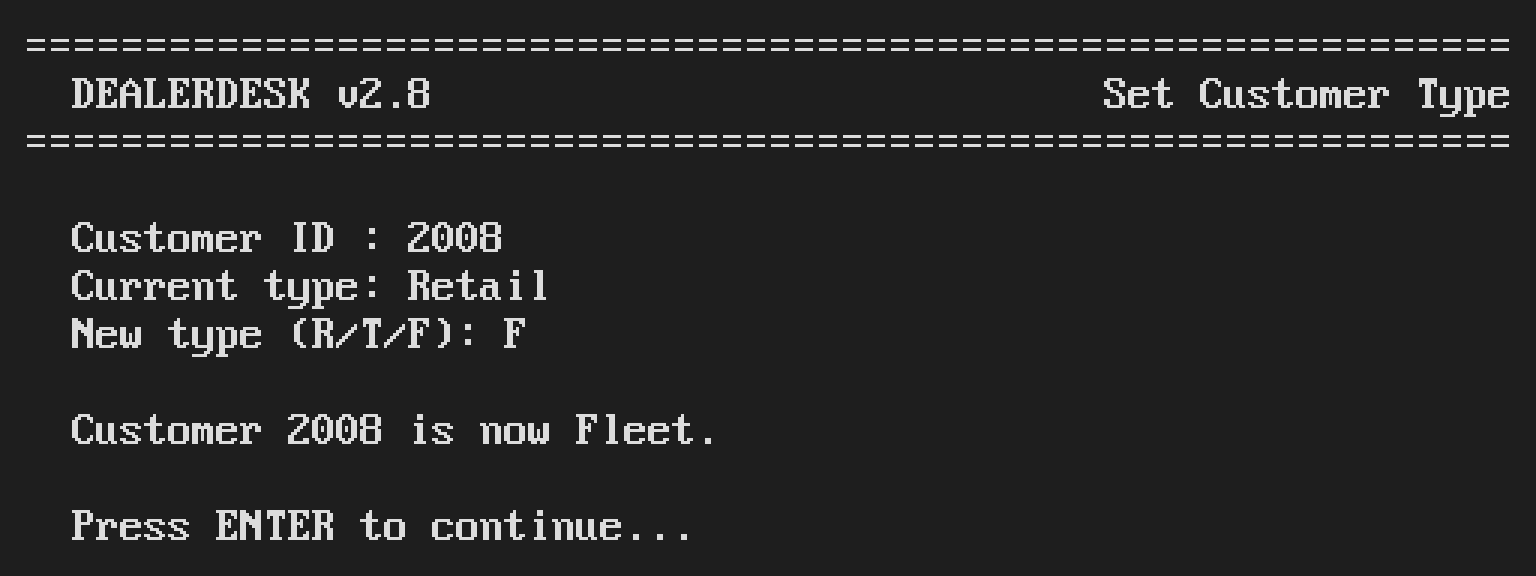 ==============================================================
DEALERDESK v2.8 Set Customer Type
==============================================================
Customer ID : 2008
Current type: Retail
New type (R/T/F): F
Customer 2008 is now Fleet.
Press ENTER to continue...